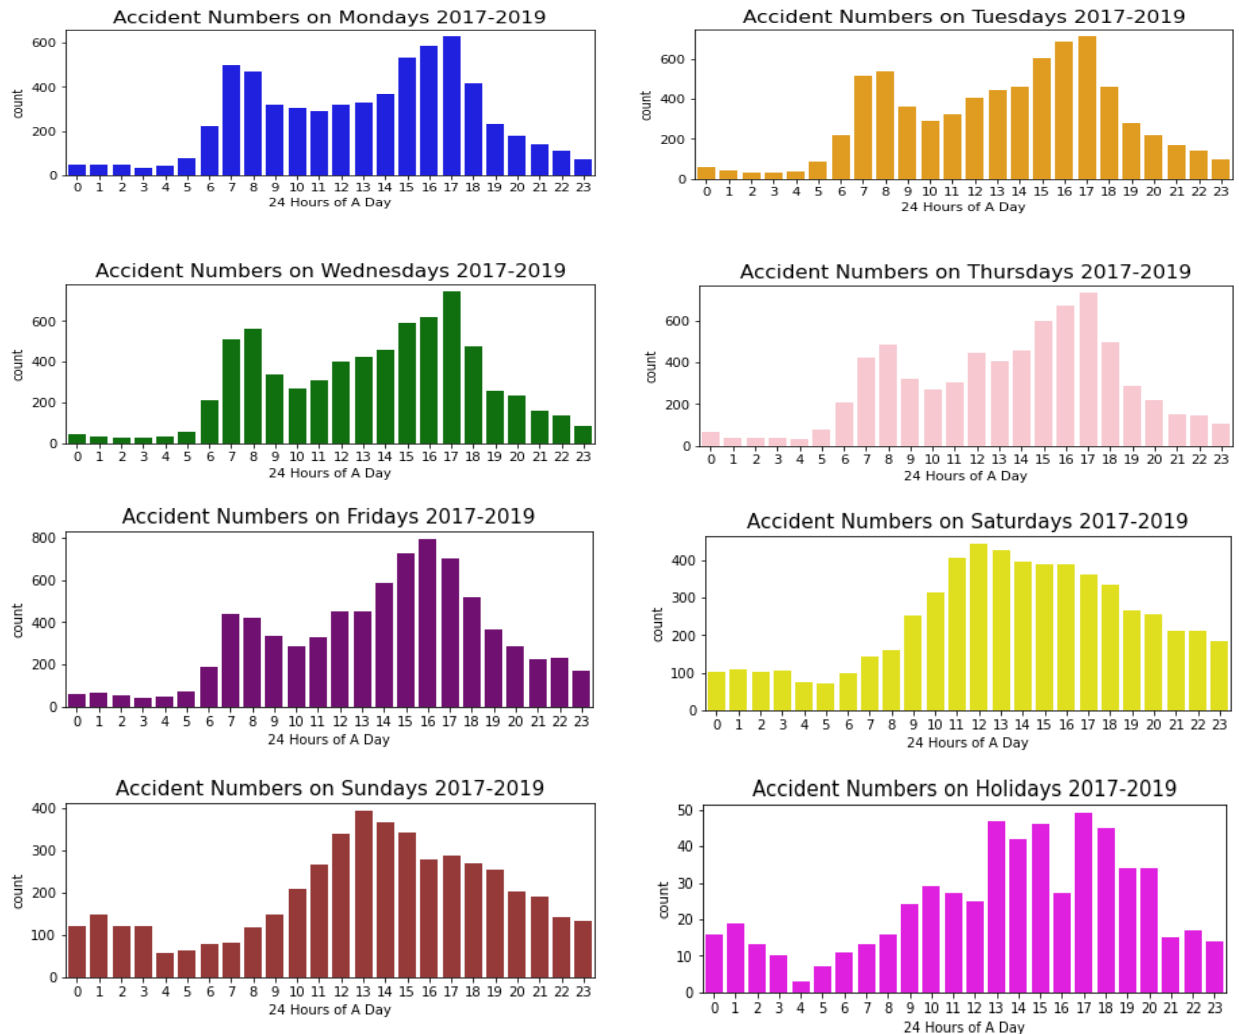 Accident Numbers on Mondays 2017-2019
600
400
200
0
count
0 1 2 3 4 5 6 7 8 9 10 11 12 13 14 15 16 17 18 19 20 21 22 23
24 Hours of A Day
Accident Numbers on Tuesdays 2017-2019
600
400
200
0
count
0 1 2 3 4 5 6 7 8 9 10 11 12 13 14 15 16 17 18 19 20 21 22 23
24 Hours of A Day
Accident Numbers on Wednesdays 2017-2019
600
400
200
0
count
0 1 2 3 4 5 6 7 8 9 10 11 12 13 14 15 16 17 18 19 20 21 22 23
24 Hours of A Day
Accident Numbers on Thursdays 2017-2019
600
400
200
0
count
0 1 2 3 4 5 6 7 8 9 10 11 12 13 14 15 16 17 18 19 20 21 22 23
24 Hours of A Day
Accident Numbers on Fridays 2017-2019
800
600
400
200
0
count
0 1 2 3 4 5 6 7 8 9 10 11 12 13 14 15 16 17 18 19 20 21 22 23
24 Hours of A Day
Accident Numbers on Saturdays 2017-2019
400
300
200
100
0
count
0 1 2 3 4 5 6 7 8 9 10 11 12 13 14 15 16 17 18 19 20 21 22 23
24 Hours of A Day
Accident Numbers on Sundays 2017-2019
400
300
200
100
0
count
0 1 2 3 4 5 6 7 8 9 10 11 12 13 14 15 16 17 18 19 20 21 22 23
24 Hours of A Day
Accident Numbers on Holidays 2017-2019
50
40
30
20
10
0
count
0 1 2 3 4 5 6 7 8 9 10 11 12 13 14 15 16 17 18 19 20 21 22 23
24 Hours of A Day